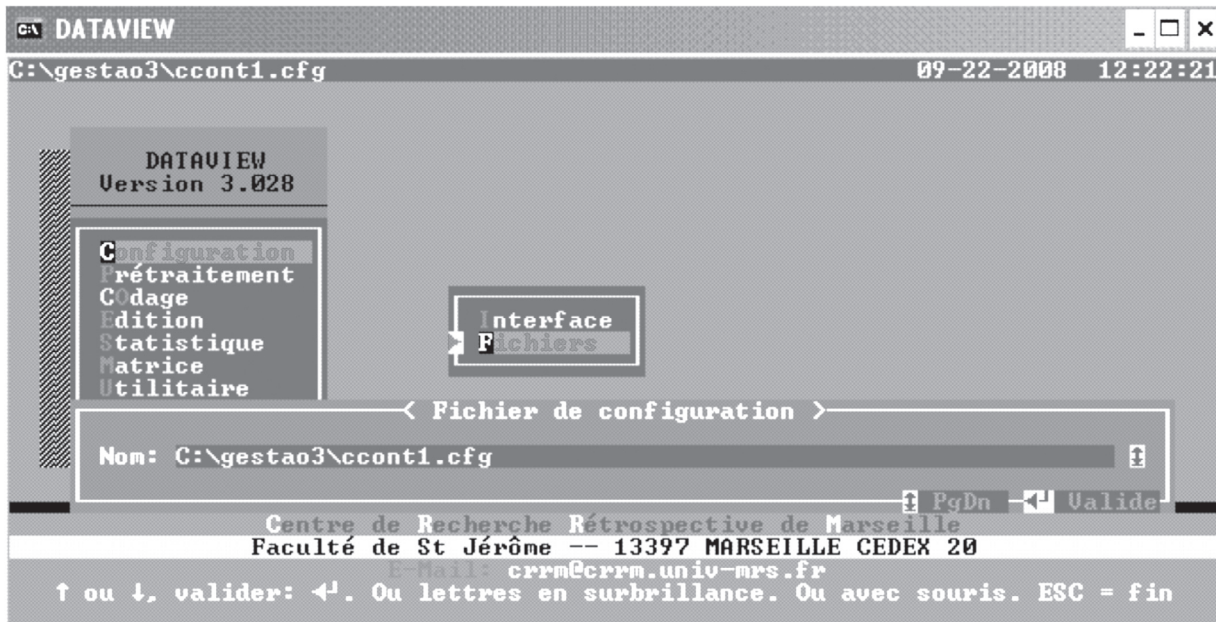 DATAVIEW
C:\gestao3\ccont1.cfg 09-22-2008 12:22:21
DATAVIEW
Version 3.028
Configuration
Prétraitement
COdage
Edition
Statistique
Matrice
Utilitaire
Interface
Fichiers
< Fichier de configuration >
Nom: C:\gestao3\ccont1.cfg
PgDn Valide
Centre de Recherche Rétrospective de Marseille
Faculté de St Jérôme -- 13397 MARSEILLE CEDEX 20
E-Mail: crrm@crrm.univ-mrs.fr
↑ ou ↓, valider: ◄┘. Ou lettres en surbrillance. Ou avec souris. ESC = fin